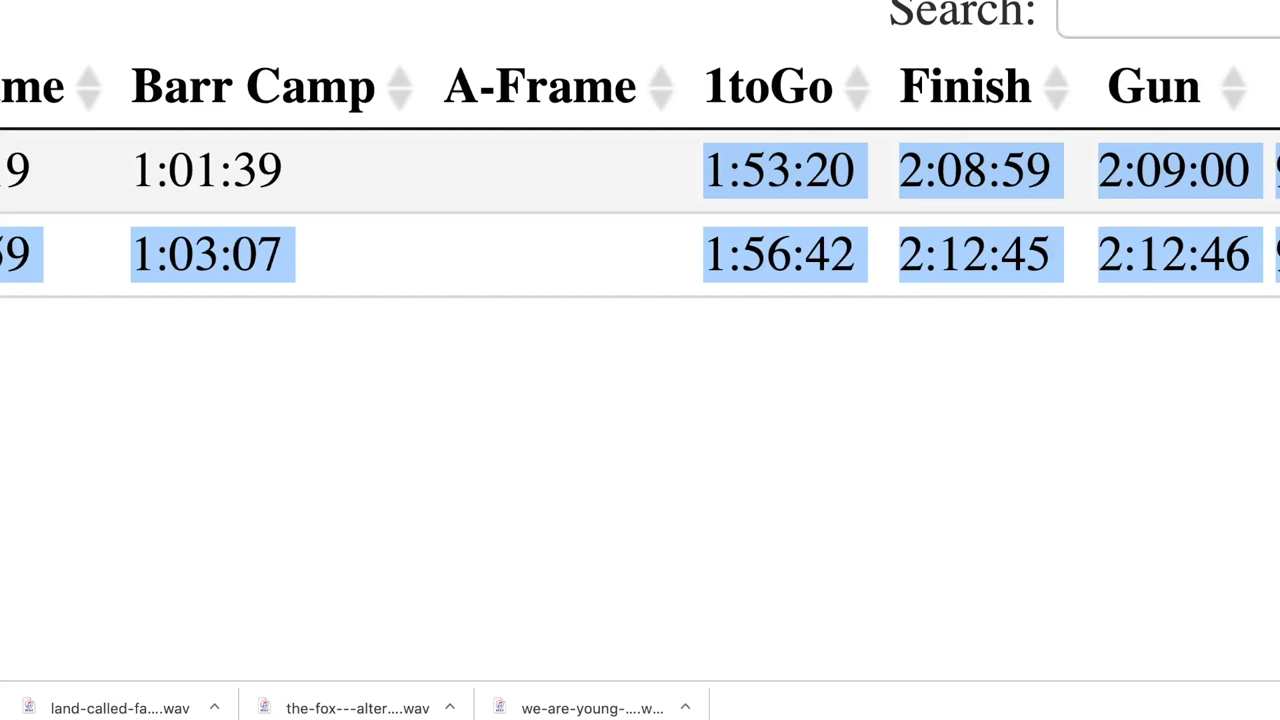 Search:
me Barr Camp A-Frame 1toGo Finish Gun
9 1:01:39 1:53:20 2:08:59 2:09:00
59 1:03:07 1:56:42 2:12:45 2:12:46
land-called-fa....wav the-fox---alter....wav we-are-young-....w...